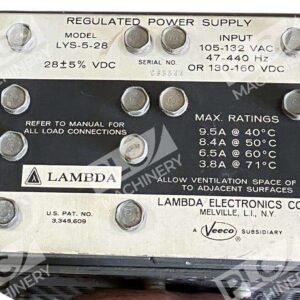 REGULATED POWER SUPPLY
MODEL
LYS-5-28
28±5% VDC
SERIAL NO.
INPUT
105-132 VAC
47-440 Hz
OR 130-160 VDC
REFER TO MANUAL FOR
ALL LOAD CONNECTIONS
MAX. RATINGS
9.5A @ 40°C
8.4A @ 50°C
6.5A @ 60°C
3.8A @ 71°C
LAMBDA
ALLOW VENTILATION SPACE OF
TO ADJACENT SURFACES
U.S. PAT. NO.
3,349,609
LAMBDA ELECTRONICS CO
MELVILLE, L.I., N.Y.
A Veeco SUBSIDIARY